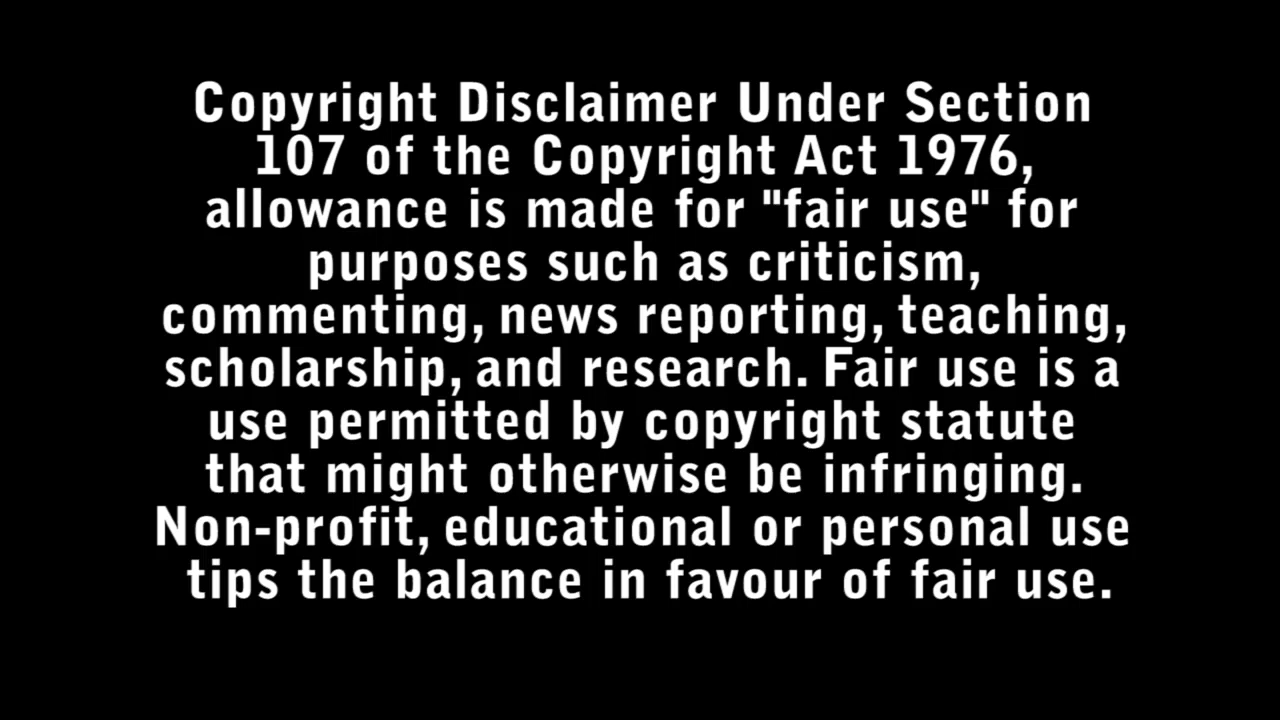 Copyright Disclaimer Under Section
107 of the Copyright Act 1976,
allowance is made for "fair use" for
purposes such as criticism,
commenting, news reporting, teaching,
scholarship, and research. Fair use is a
use permitted by copyright statute
that might otherwise be infringing.
Non-profit, educational or personal use
tips the balance in favour of fair use.